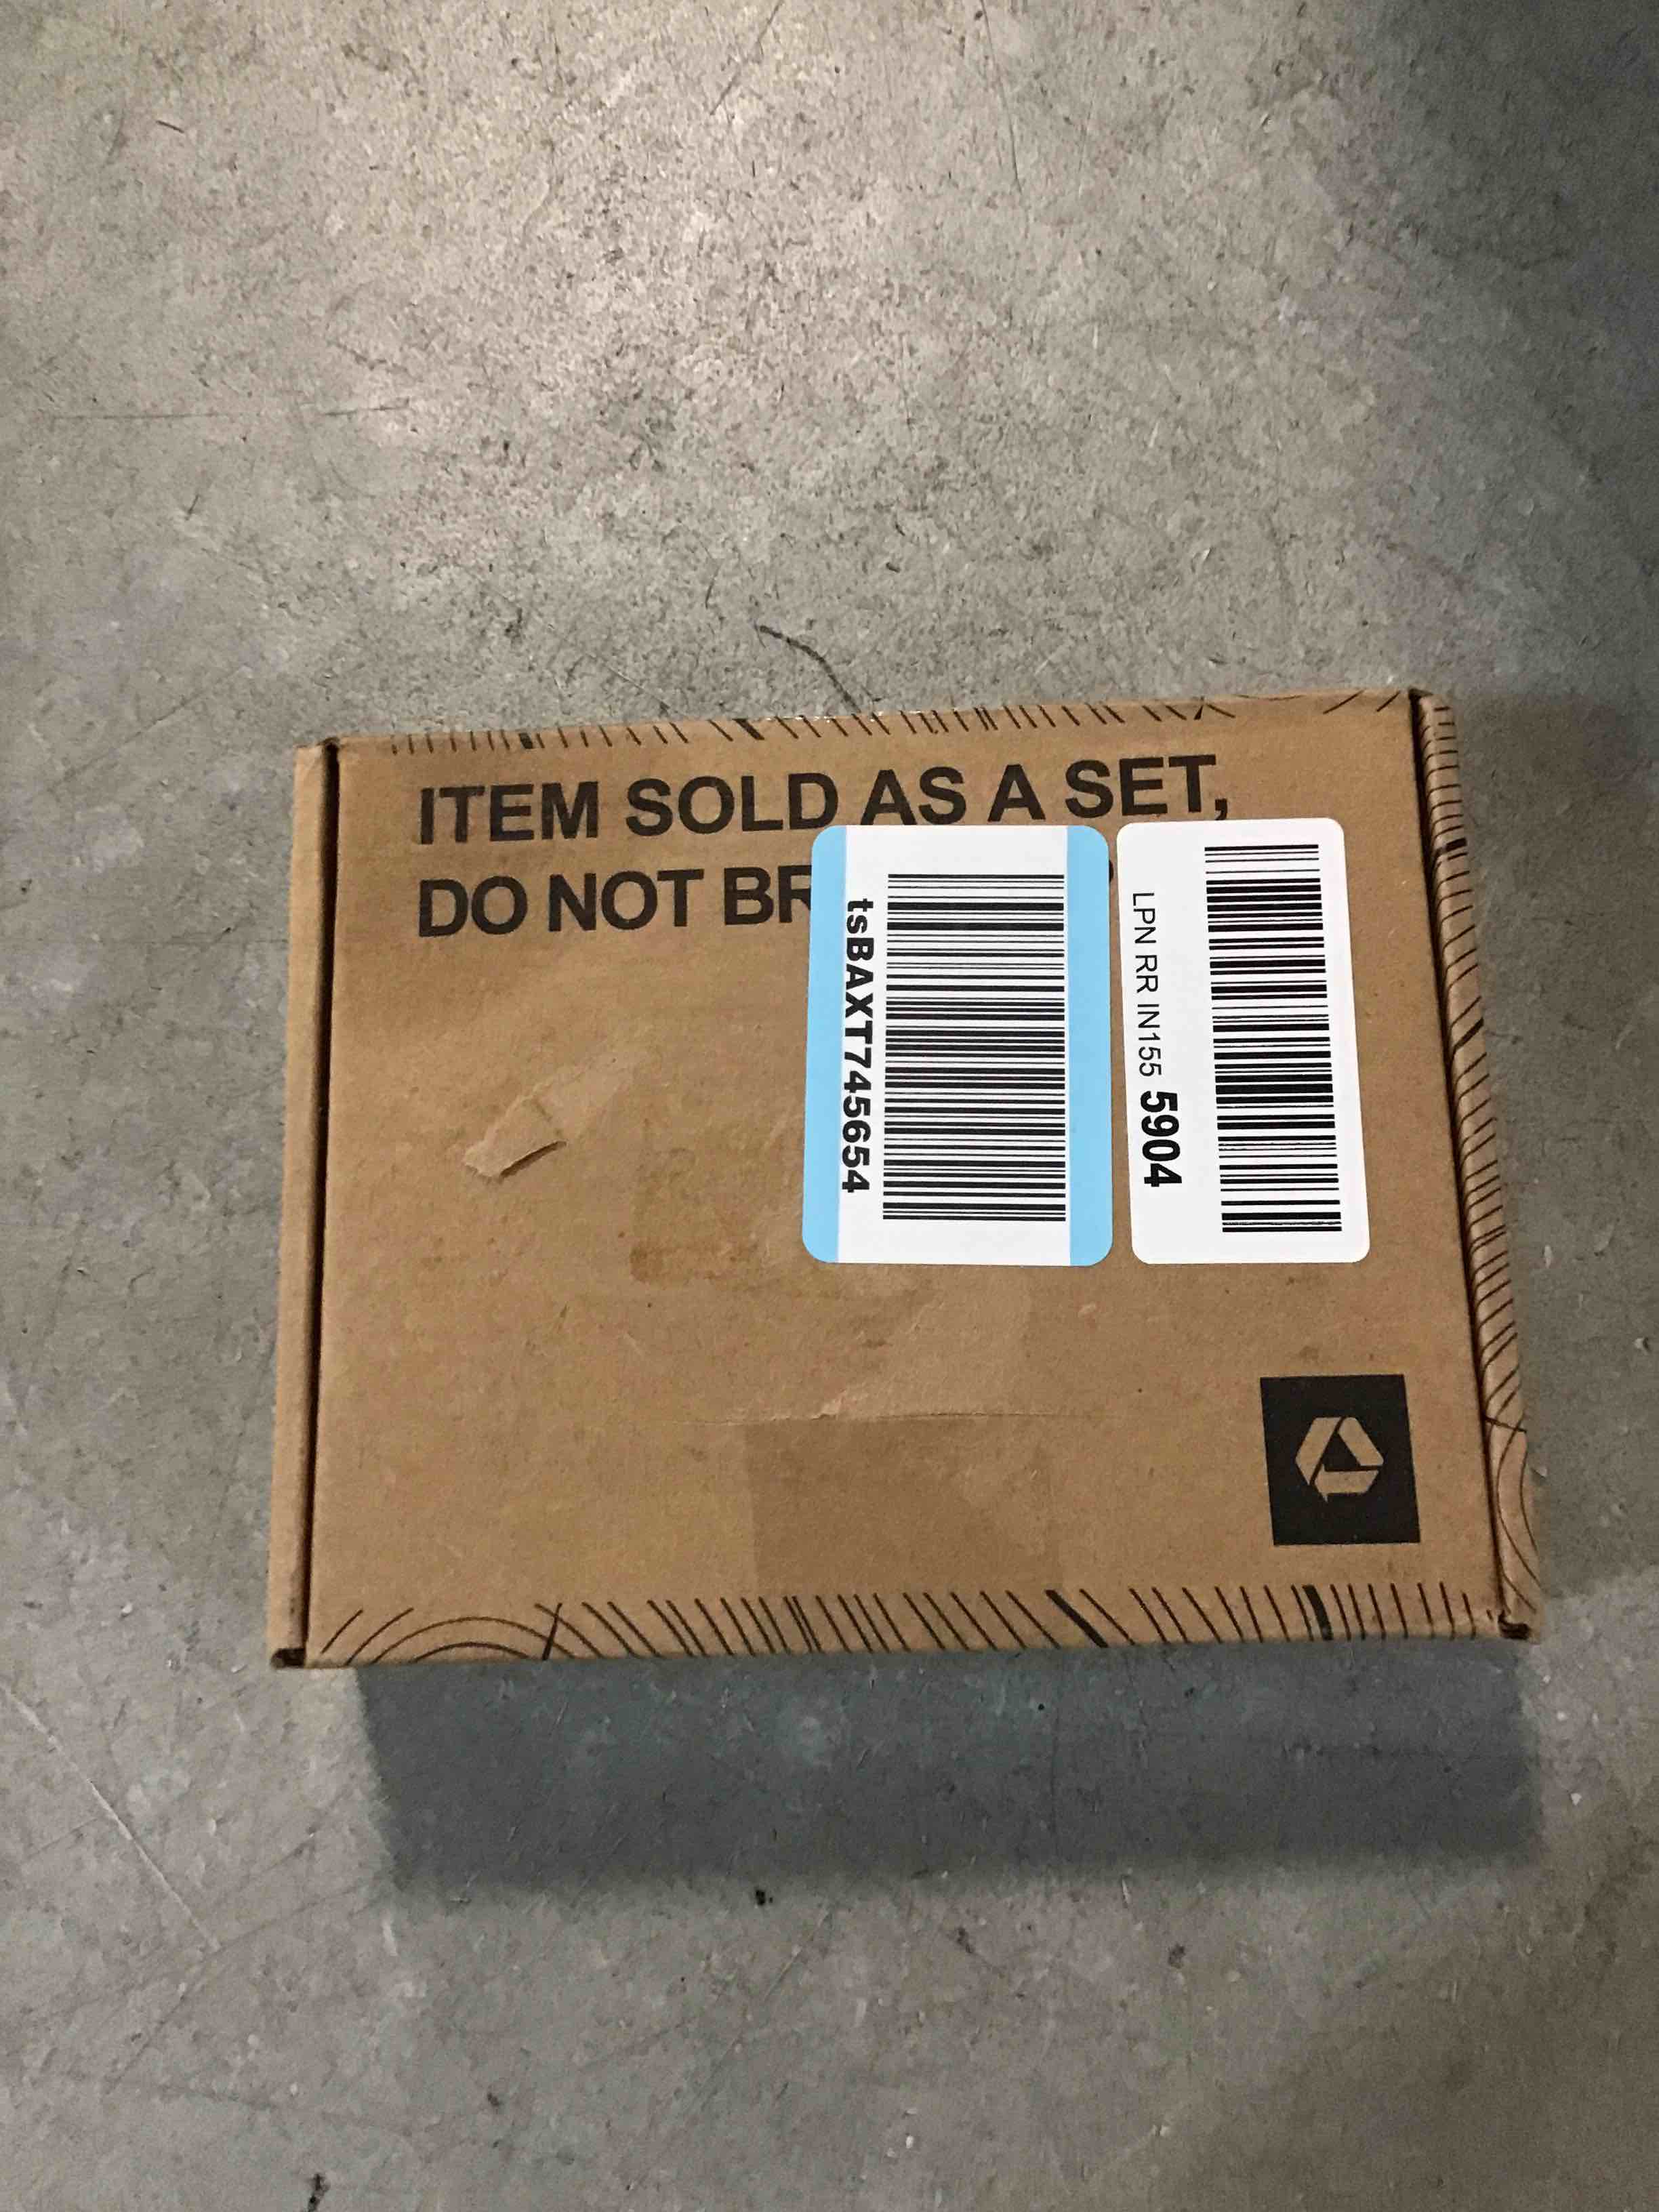 ITEM SOLD AS A SET,
DO NOT BR
tsBAXT745654
LPN RR IN155 5904